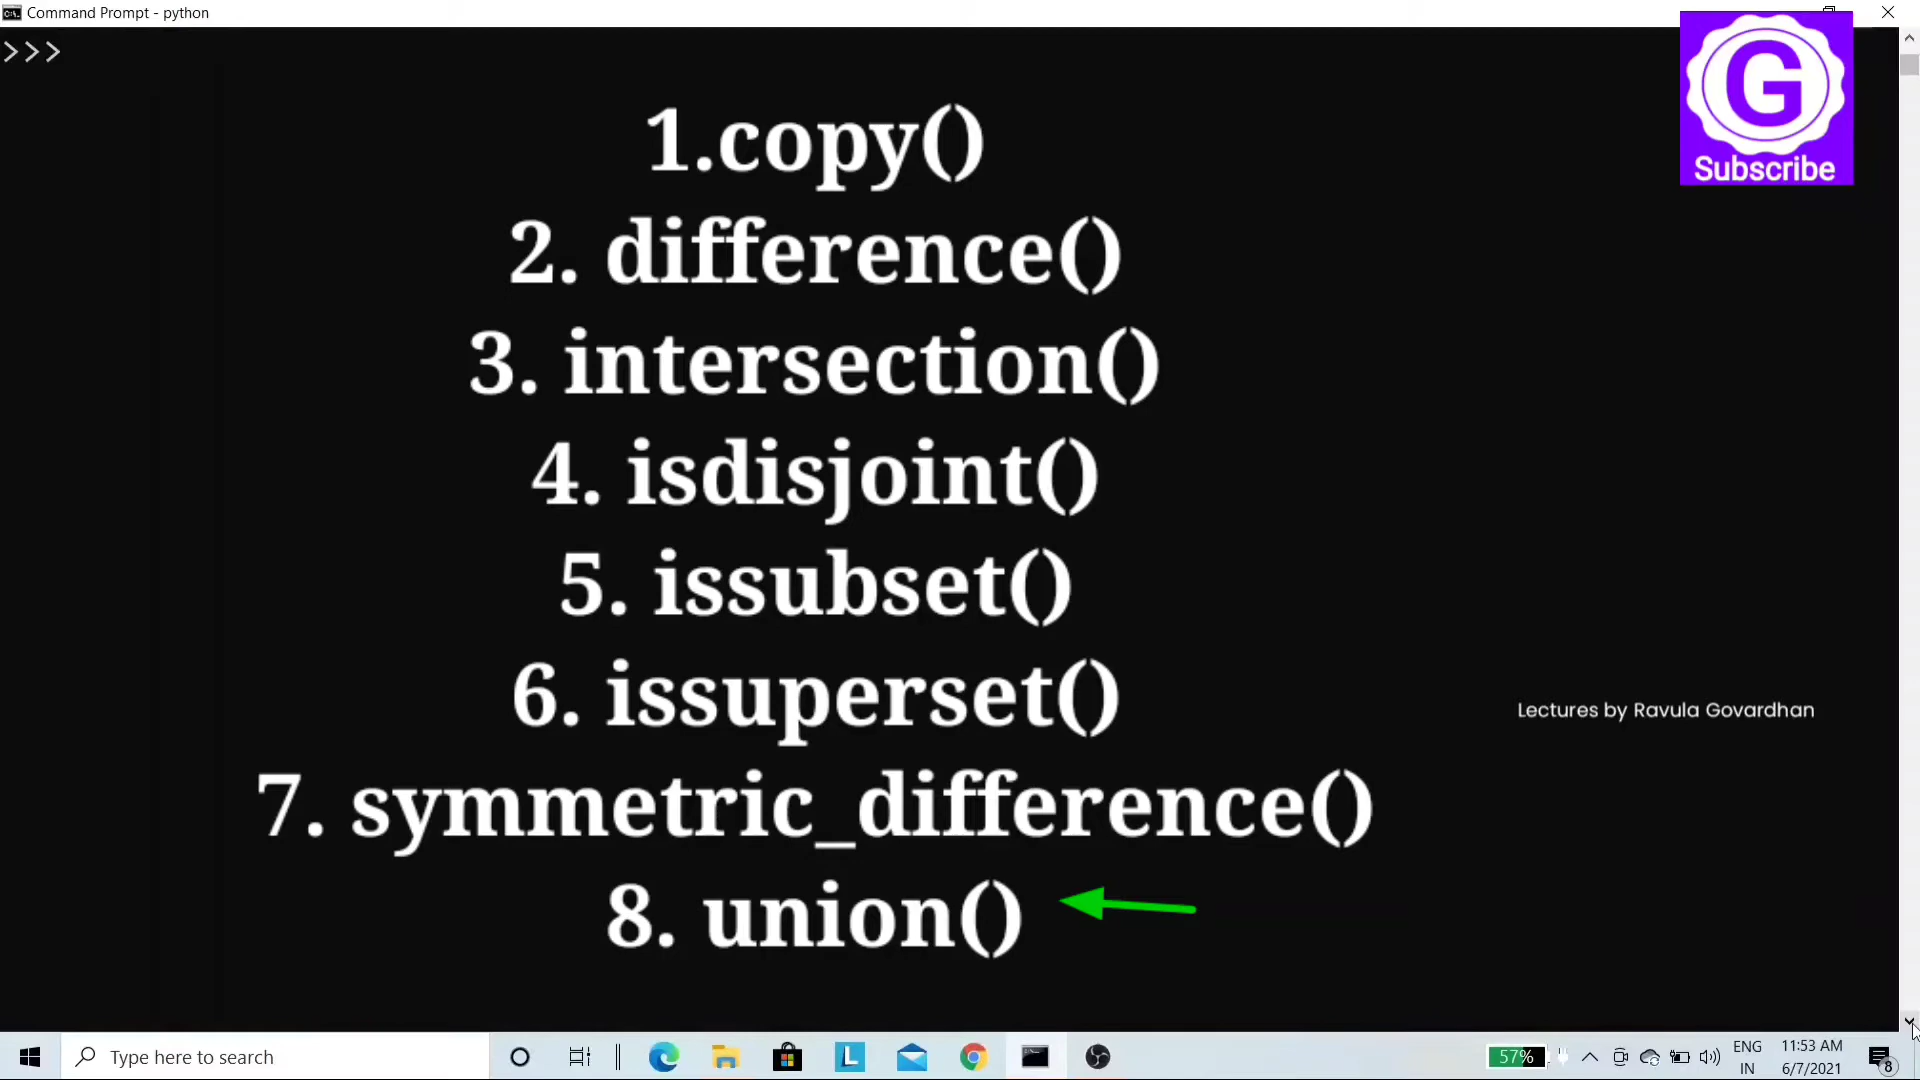 Command Prompt - python
>>>
G
Subscribe
1.copy()
2. difference()
3. intersection()
4. isdisjoint()
5. issubset()
6. issuperset()
Lectures by Ravula Govardhan
7. symmetric_difference()
8. union()
Type here to search
L
57%
ENG
IN
11:53 AM
6/7/2021
8